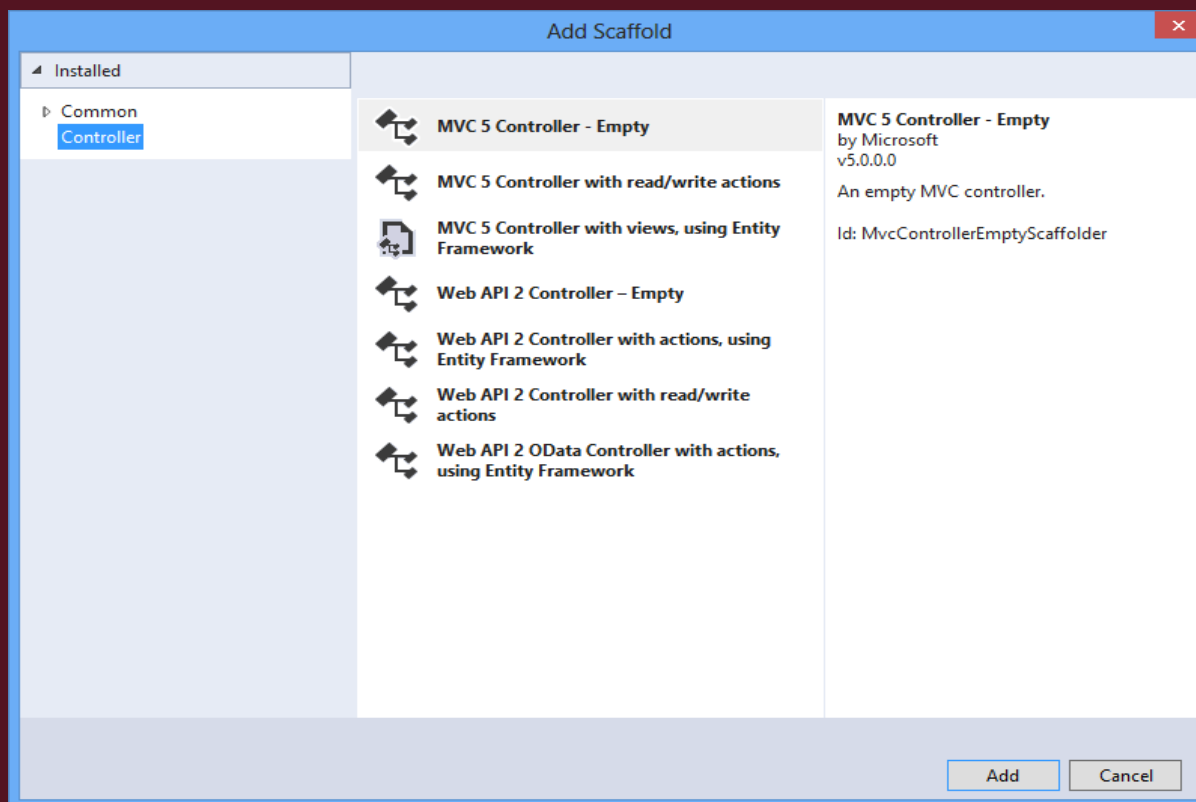 Add Scaffold
Installed
Common
Controller
MVC 5 Controller - Empty
MVC 5 Controller with read/write actions
MVC 5 Controller with views, using Entity
Framework
Web API 2 Controller – Empty
Web API 2 Controller with actions, using
Entity Framework
Web API 2 Controller with read/write
actions
Web API 2 OData Controller with actions,
using Entity Framework
MVC 5 Controller - Empty
by Microsoft
v5.0.0.0
An empty MVC controller.
Id: MvcControllerEmptyScaffolder
Add
Cancel